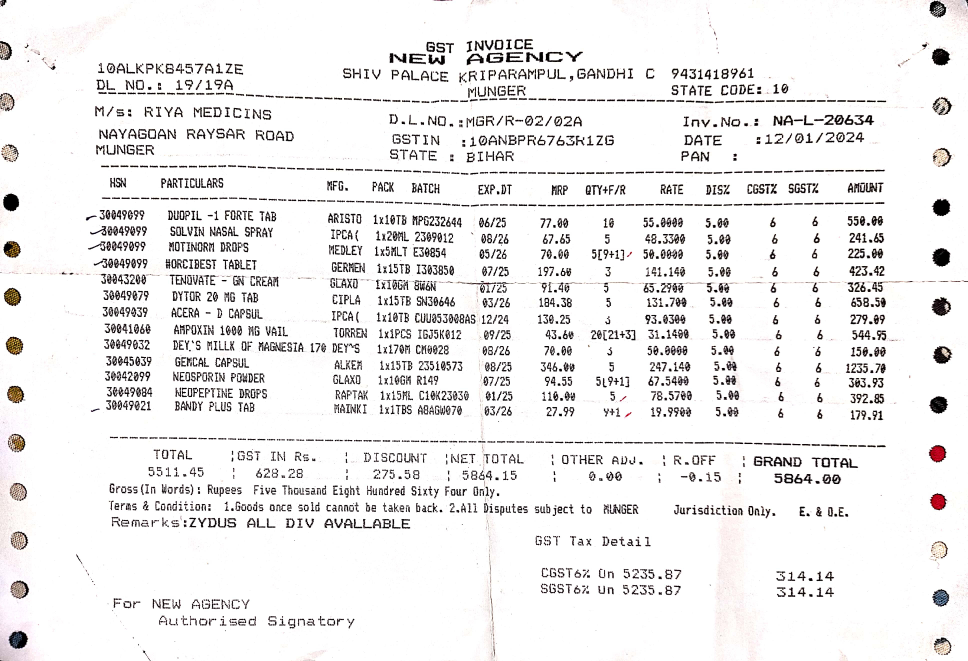 GST INVOICE
NEW AGENCY
10ALKPK8457A1ZE SHIV PALACE KRIPARAMPUL,GANDHI C 9431418961
DL NO.: 19/19A MUNGER STATE CODE: 10
M/s: RIYA MEDICINS D.L.NO.:MGR/R-02/02A Inv.No.: NA-L-20634
NAYAGOAN RAYSAR ROAD GSTIN :10ANBPR6763R1ZG DATE :12/01/2024
MUNGER STATE : BIHAR PAN :
HSN PARTICULARS MFG. PACK BATCH EXP.DT MRP QTY+F/R RATE DIS% CGST% SGST% AMOUNT
30049099 DUOPIL -1 FORTE TAB ARISTO 1x10TB MPG232644 06/25 77.00 10 55.0000 5.00 6 6 550.00
30049099 SOLVIN NASAL SPRAY IPCA( 1x20ML 2309012 08/26 67.65 5 48.3300 5.00 6 6 241.65
30049099 MOTINORM DROPS MEDLEY 1x5MLT E30854 05/26 70.00 5[9+1] 50.0000 5.00 6 6 225.00
30049099 #ORCIBEST TABLET GERMEN 1x15TB I303850 07/25 197.60 3 141.140 5.00 6 6 423.42
30043200 TENOVATE - GN CREAM GLAXO 1x10GM 8W6N 01/25 91.40 5 65.2900 5.00 6 6 326.45
30049079 DYTOR 20 MG TAB CIPLA 1x15TB SN30646 03/26 184.38 5 131.700 5.00 6 6 658.50
30049039 ACERA - D CAPSUL IPCA( 1x10TB CUU053008AS 12/24 130.25 3 93.0300 5.00 6 6 279.09
30041060 AMPOXIN 1000 MG VAIL TORREN 1x1PCS IGJ5K012 09/25 43.60 20[21+3] 31.1400 5.00 6 6 544.95
30049032 DEY'S MILLK OF MAGNESIA 170 DEY"S 1x170M CM0028 08/26 70.00 3 50.0000 5.00 6 6 150.00
30045039 GEMCAL CAPSUL ALKEM 1x15TB 23510573 08/25 346.00 5 247.140 5.00 6 6 1235.70
30042099 NEOSPORIN POWDER GLAXO 1x10GM R149 07/25 94.55 5[9+1] 67.5400 5.00 6 6 303.93
30049084 NEOPEPTINE DROPS RAPTAK 1x15ML C10K23030 01/25 110.00 5 78.5700 5.00 6 6 392.85
30049021 BANDY PLUS TAB MAINKI 1x1TBS A8AGW070 03/26 27.99 9+1 19.9900 5.00 6 6 179.91
TOTAL |GST IN Rs. | DISCOUNT |NET TOTAL | OTHER ADJ. | R.OFF | GRAND TOTAL
5511.45 | 628.28 | 275.58 | 5864.15 | 0.00 | -0.15 | 5864.00
Gross(In Words): Rupees Five Thousand Eight Hundred Sixty Four Only.
Terms & Condition: 1.Goods once sold cannot be taken back. 2.All Disputes subject to MUNGER Jurisdiction Only. E. & O.E.
Remarks:ZYDUS ALL DIV AVALLABLE
GST Tax Detail
CGST6% On 5235.87 314.14
SGST6% On 5235.87 314.14
For NEW AGENCY
Authorised Signatory